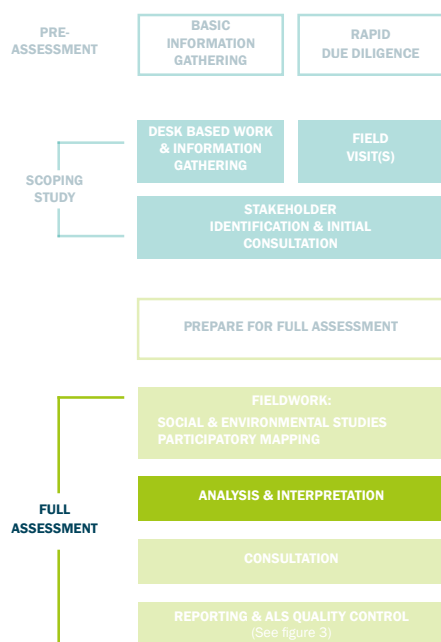 PRE-
ASSESSMENT
BASIC
INFORMATION
GATHERING
RAPID
DUE DILIGENCE
SCOPING
STUDY
DESK BASED WORK
& INFORMATION
GATHERING
FIELD
VISIT(S)
STAKEHOLDER
IDENTIFICATION & INITIAL
CONSULTATION
PREPARE FOR FULL ASSESSMENT
FULL
ASSESSMENT
FIELDWORK:
SOCIAL & ENVIRONMENTAL STUDIES
PARTICIPATORY MAPPING
ANALYSIS & INTERPRETATION
CONSULTATION
REPORTING & ALS QUALITY CONTROL
(See figure 3)